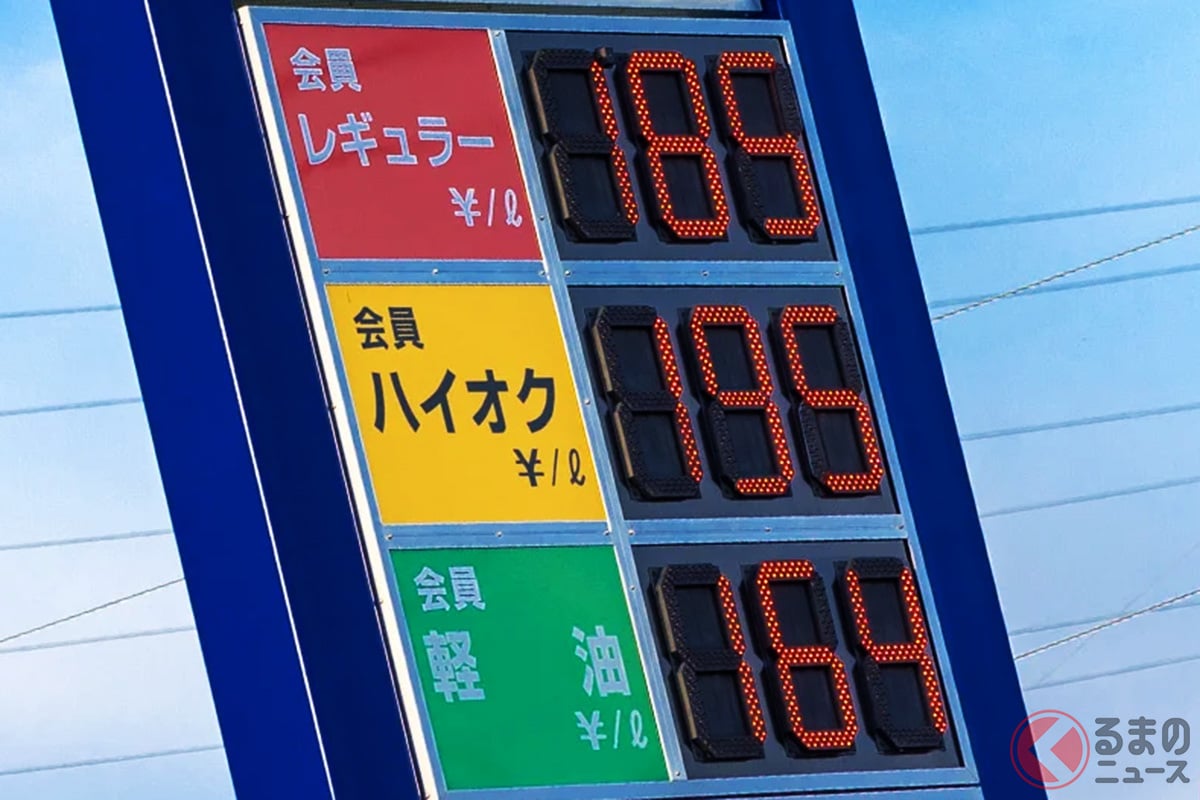 会員
レギュラー
¥/ℓ
185
会員
ハイオク
¥/ℓ
195
会員
軽 油
¥/ℓ
164
くるまの
ニュース